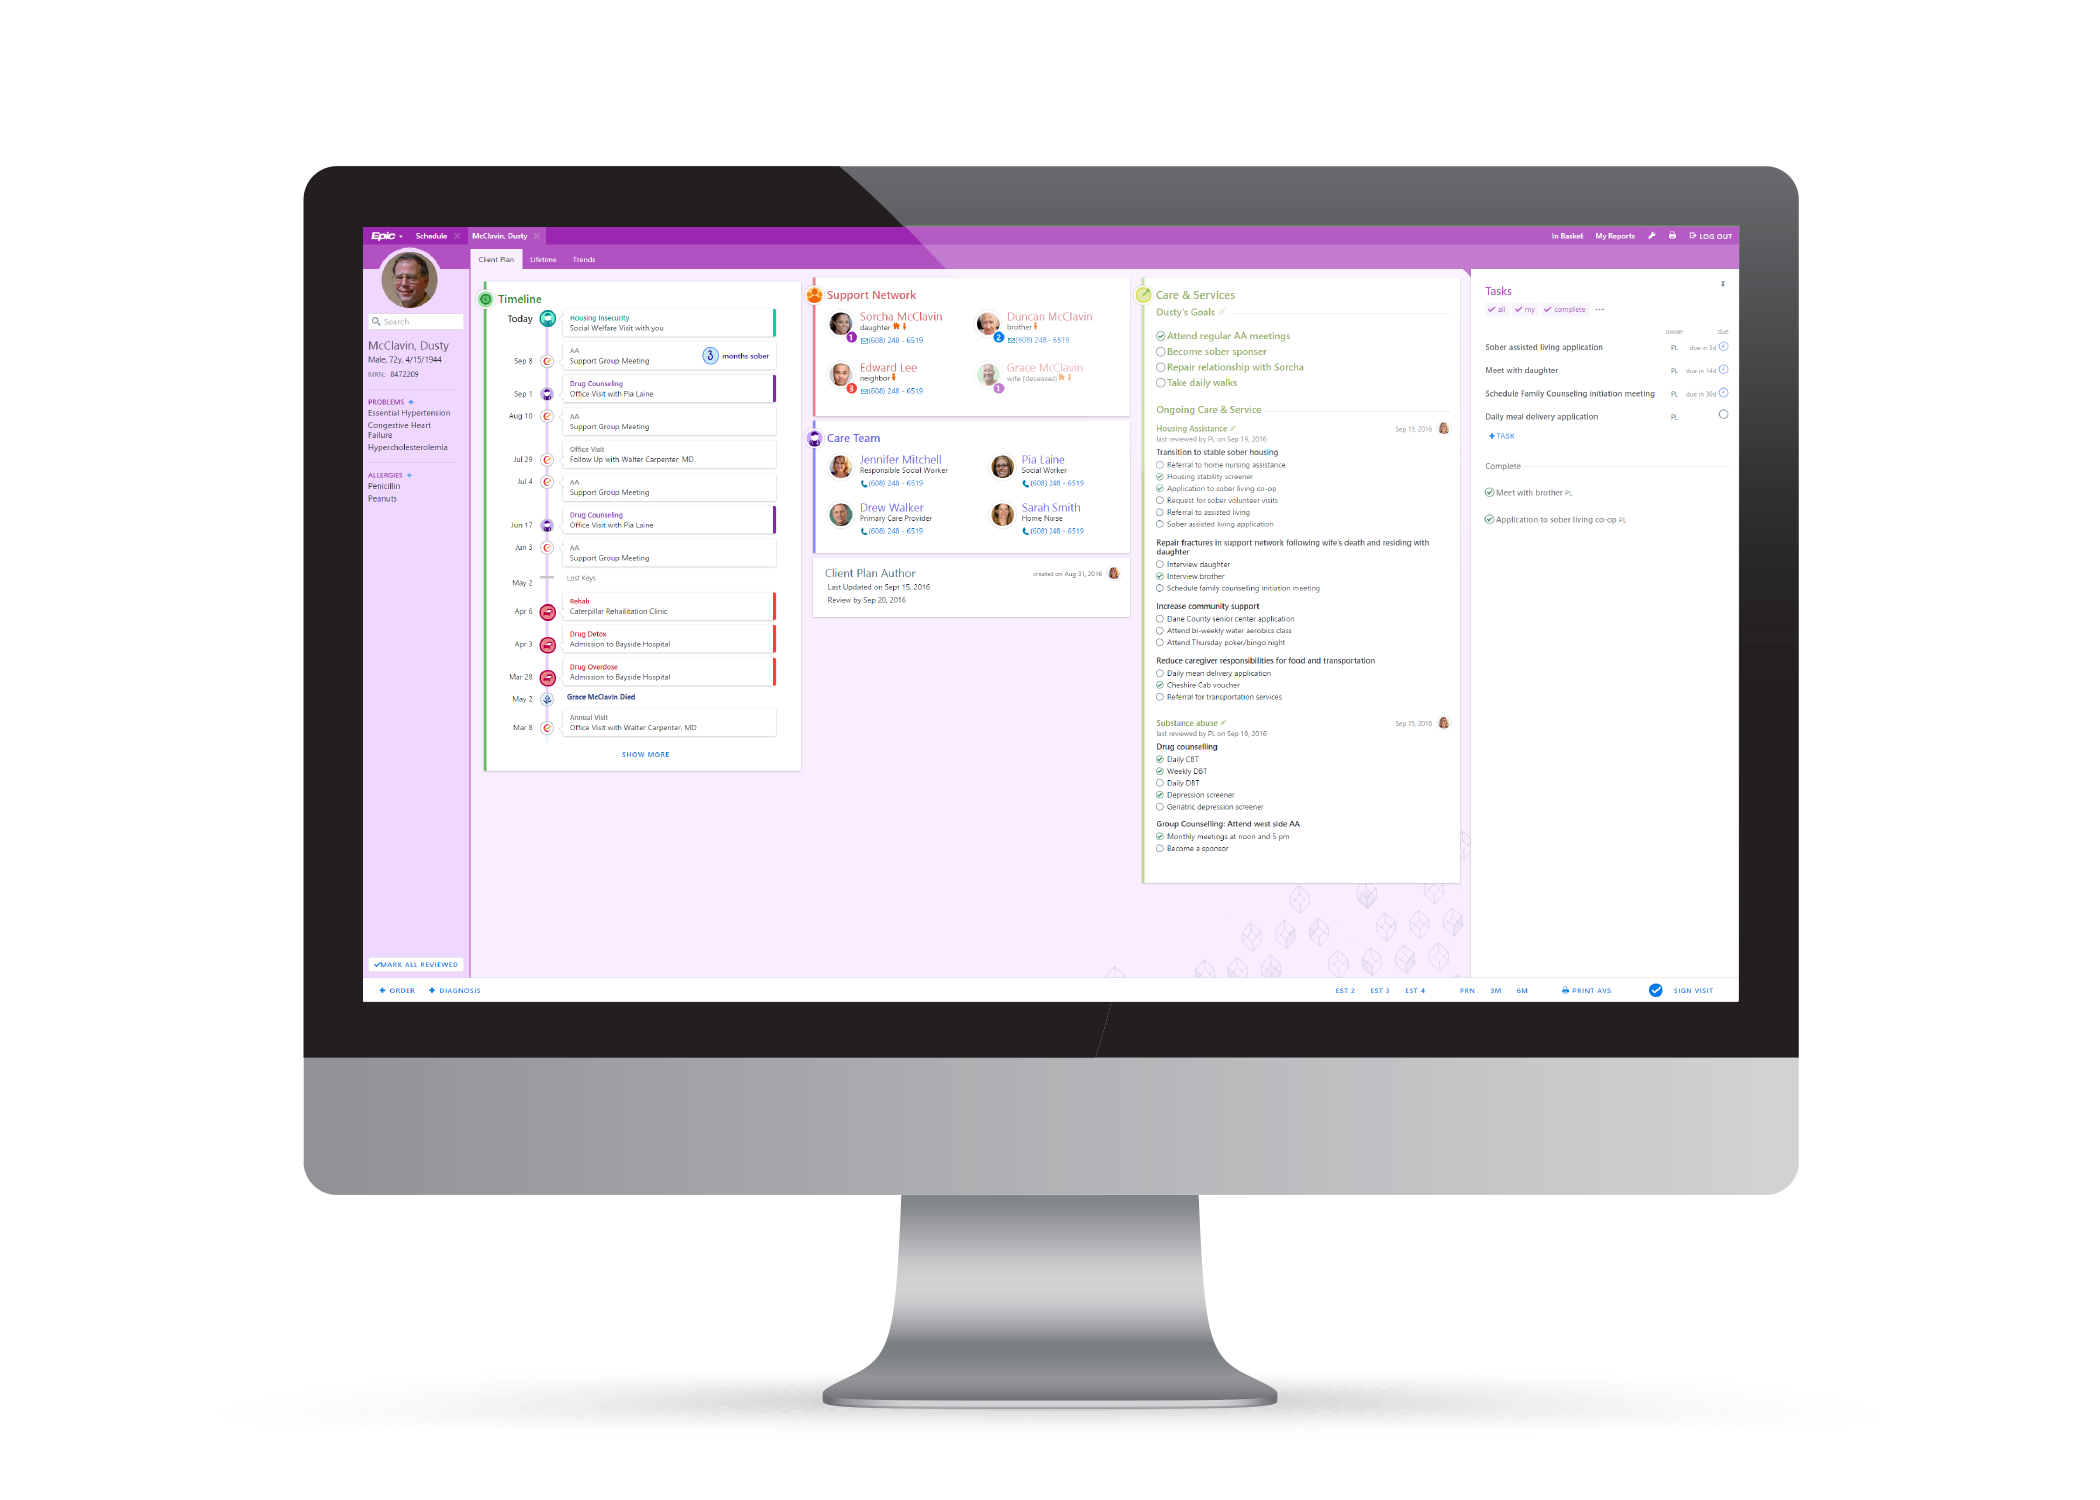 Epic
Schedule
McClavin, Dusty
In Basket
My Reports
LOG OUT
Client Plan
Lifetime
Trends
Search
McClavin, Dusty
Male, 72y, 4/15/1944
MRN: 8472209
PROBLEMS +
Essential Hypertension
Congestive Heart
Failure
Hypercholesterolemia
ALLERGIES +
Penicillin
Peanuts
MARK ALL REVIEWED
Timeline
Today
Housing Insecurity
Social Welfare Visit with you
Sep 8
AA
Support Group Meeting
3 months sober
Sep 1
Drug Counseling
Office Visit with Pia Laine
Aug 10
AA
Support Group Meeting
Jul 29
Office Visit
Follow Up with Walter Carpenter, MD
Jul 4
AA
Support Group Meeting
Jun 17
Drug Counseling
Office Visit with Pia Laine
Jun 3
AA
Support Group Meeting
May 2
Lost Keys
Apr 6
Rehab
Caterpillar Rehailitation Clinic
Apr 3
Drug Detox
Admission to Bayside Hospital
Mar 28
Drug Overdose
Admission to Bayside Hospital
May 2
Grace McClavin Died
Mar 8
Annual Visit
Office Visit with Walter Carpenter, MD
SHOW MORE
Support Network
Sorcha McClavin
daughter
1
(608) 248 - 6519
Duncan McClavin
brother
2
(608) 248 - 6519
Edward Lee
neighbor
3
(608) 248 - 6519
Grace McClavin
wife (deceased)
1
Care Team
Jennifer Mitchell
Responsible Social Worker
(608) 248 - 6519
Pia Laine
Social Worker
(608) 248 - 6519
Drew Walker
Primary Care Provider
(608) 248 - 6519
Sarah Smith
Home Nurse
(608) 248 - 6519
Client Plan Author
created on Aug 31, 2016
Last Updated on Sept 15, 2016
Review by Sep 20, 2016
Care & Services
Dusty's Goals
Attend regular AA meetings
Become sober sponser
Repair relationship with Sorcha
Take daily walks
Ongoing Care & Service
Housing Assistance
Sep 15, 2016
last reviewed by PL on Sep 19, 2016
Transition to stable sober housing
Referral to home nursing assistance
Housing stability screener
Application to sober living co-op
Request for sober volunteer visits
Referral to assisted living
Sober assisted living application
Repair fractures in support network following wife's death and residing with
daughter
Interview daughter
Interview brother
Schedule family counselling initiation meeting
Increase community support
Dane County senior center application
Attend bi-weekly water aerobics class
Attend Thursday poker/bingo night
Reduce caregiver responsibilities for food and transportation
Daily mean delivery application
Cheshire Cab voucher
Referral for transportation services
Substance abuse
Sep 15, 2016
last reviewed by PL on Sep 19, 2016
Drug counselling
Daily CBT
Weekly DBT
Daily DBT
Depression screener
Geriatric depression screener
Group Counselling: Attend west side AA
Monthly meetings at noon and 5 pm
Become a sponsor
Tasks
all
my
complete
...
owner
due
Sober assisted living application PL due in 5d
Meet with daughter PL due in 14d
Schedule Family Counseling initiation meeting PL due in 30d
Daily meal delivery application PL
+TASK
Complete
Meet with brother PL
Application to sober living co-op PL
+ ORDER
+ DIAGNOSIS
EST 2
EST 3
EST 4
PRN
3M
6M
PRINT AVS
SIGN VISIT